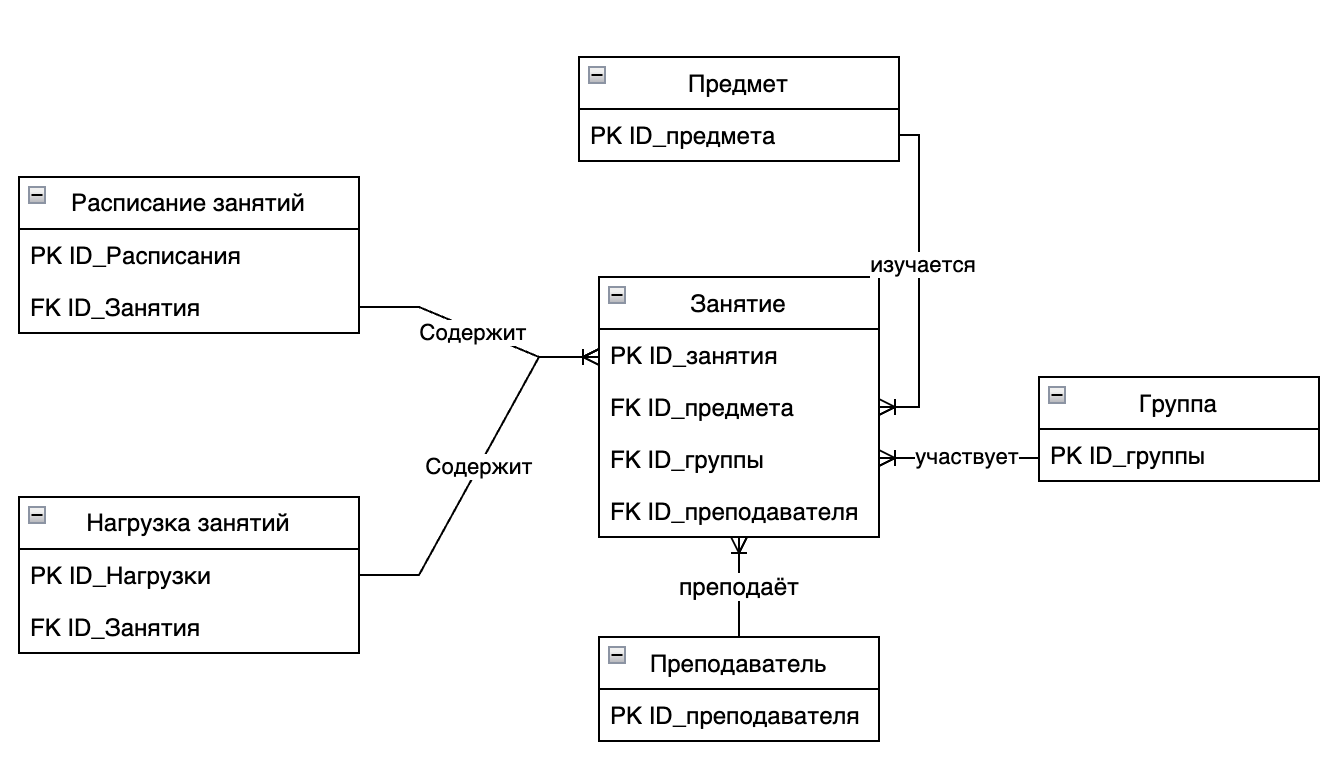 Предмет
PK ID_предмета
Расписание занятий
PK ID_Расписания
FK ID_Занятия
Содержит
изучается
Занятие
PK ID_занятия
FK ID_предмета
FK ID_группы
FK ID_преподавателя
участвует
Группа
PK ID_группы
Содержит
Нагрузка занятий
PK ID_Нагрузки
FK ID_Занятия
преподаёт
Преподаватель
PK ID_преподавателя